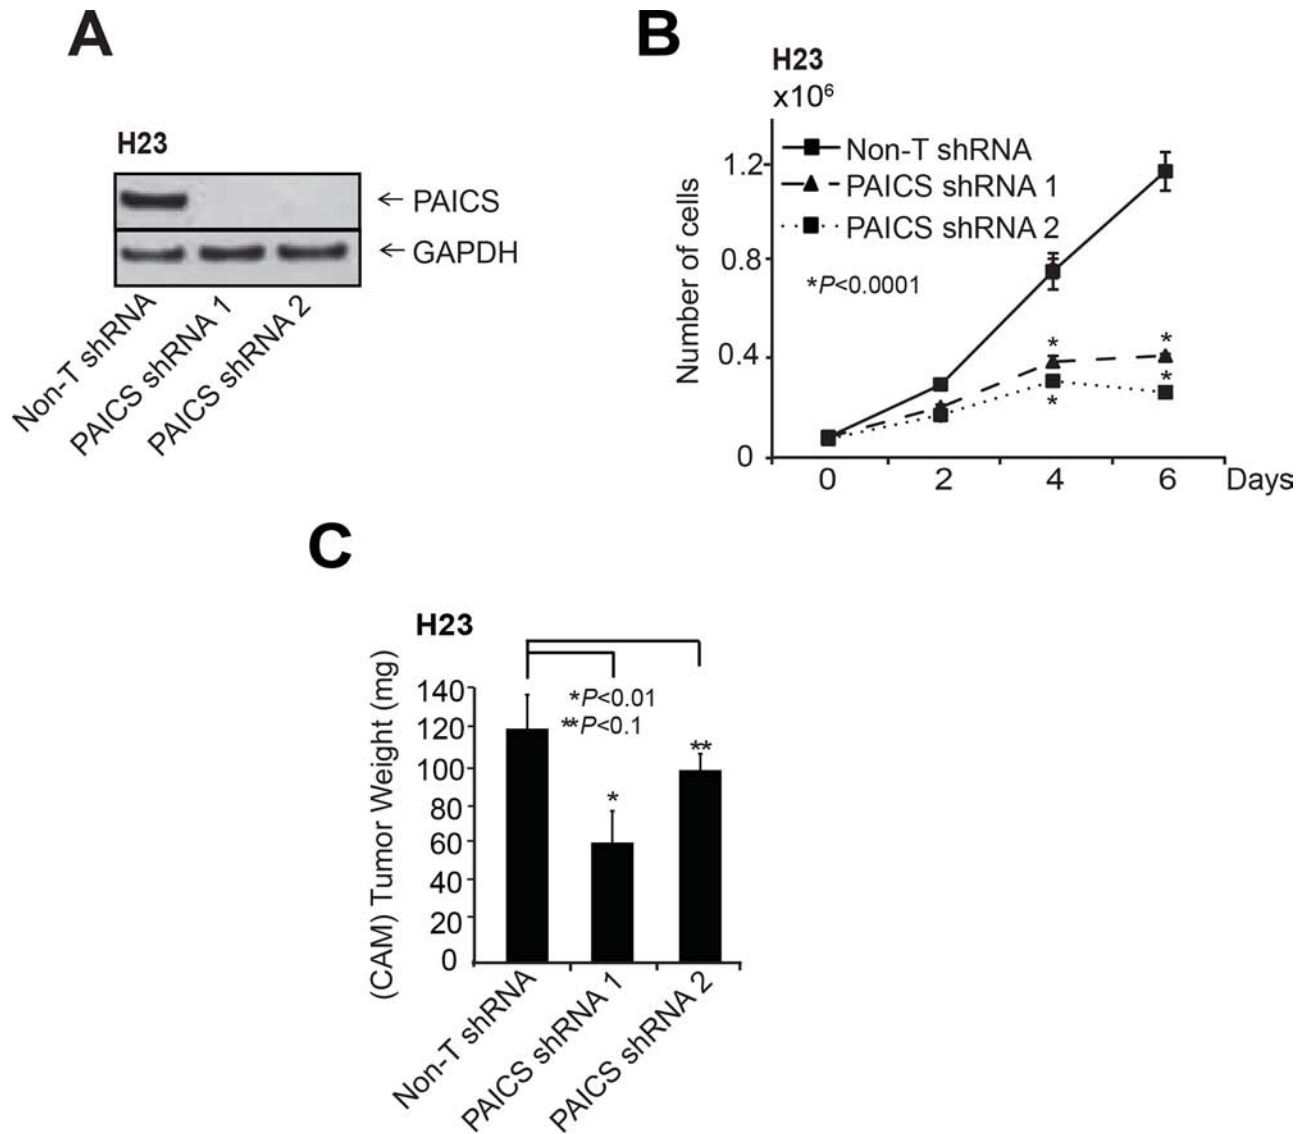 A
H23
← PAICS
← GAPDH
Non-T shRNA
PAICS shRNA 1
PAICS shRNA 2
B
H23
x10⁶
Number of cells
1.2
0.8
0.4
0
Non-T shRNA
PAICS shRNA 1
PAICS shRNA 2
*P<0.0001
*
*
*
*
0 2 4 6 Days
C
H23
(CAM) Tumor Weight (mg)
140
120
100
80
60
40
20
0
*P<0.01
**P<0.1
*
**
Non-T shRNA
PAICS shRNA 1
PAICS shRNA 2